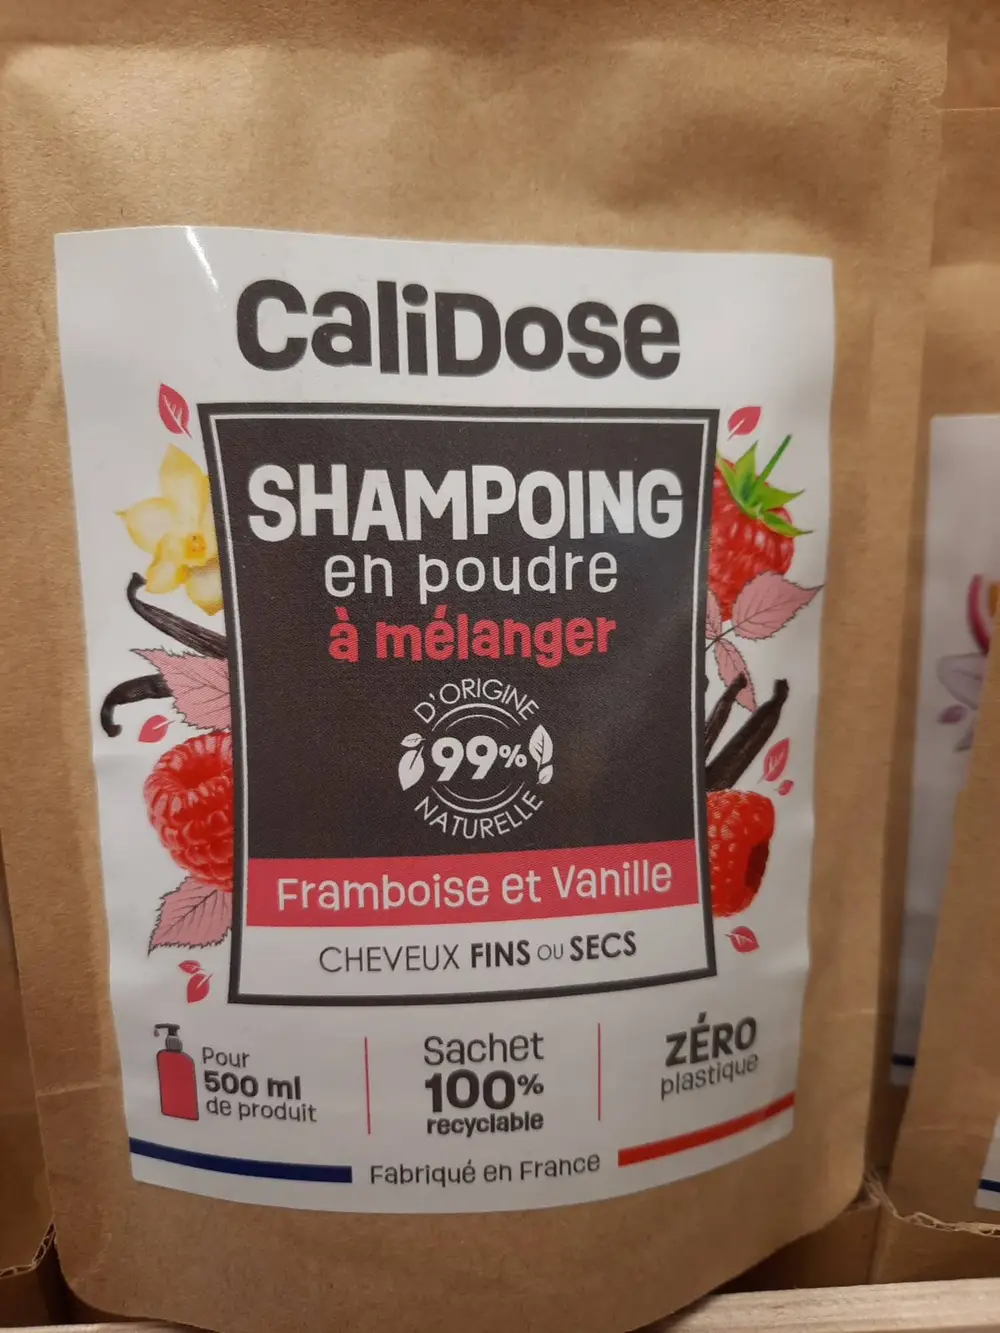 CaliDose
SHAMPOING
en poudre
à mélanger
D'ORIGINE
99%
NATURELLE
Framboise et Vanille
CHEVEUX FINS OU SECS
Pour
500 ml
de produit
Sachet
100%
recyclable
ZÉRO
plastique
Fabriqué en France